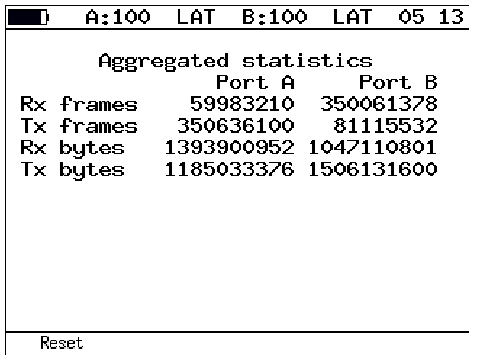 A:100 LAT B:100 LAT 05 13
Aggregated statistics
Port A Port B
Rx frames 59983210 350061378
Tx frames 350636100 81115532
Rx bytes 1393900952 1047110801
Tx bytes 1185033376 1506131600
Reset